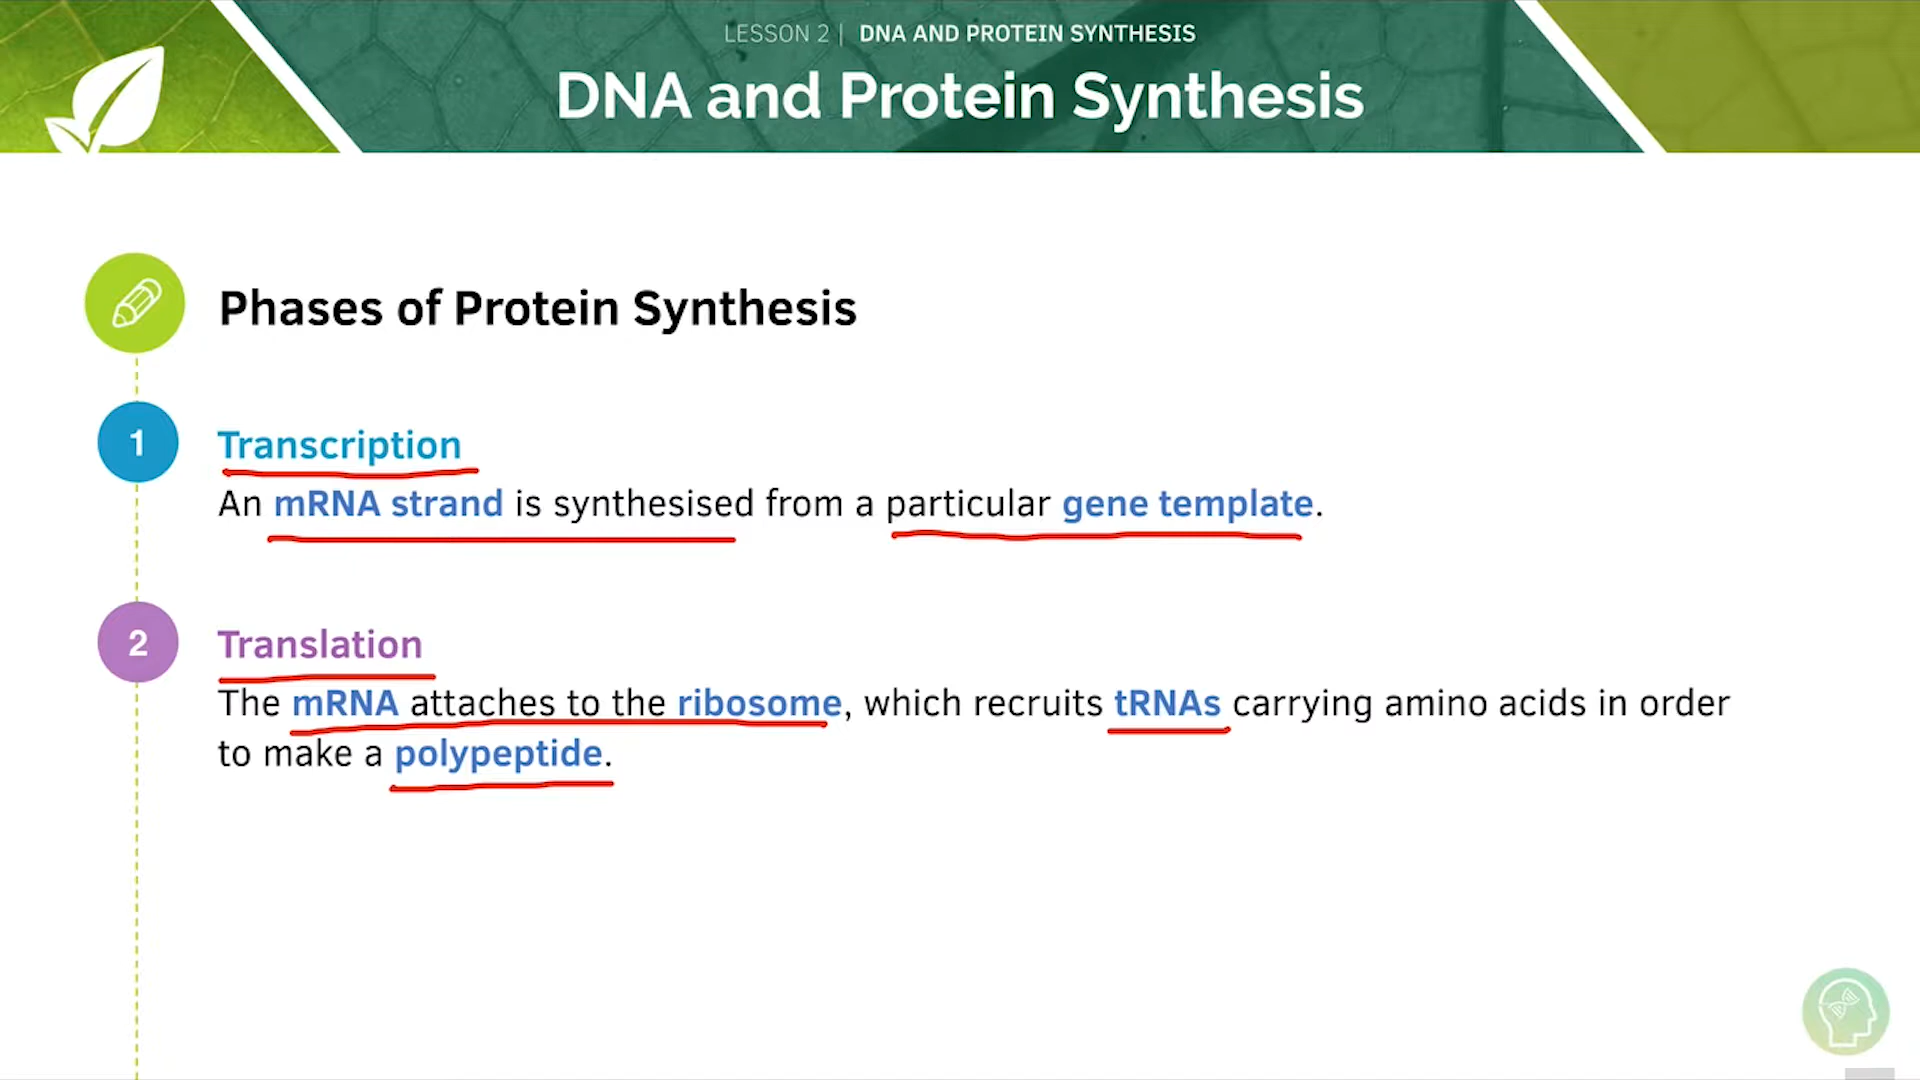 LESSON 2 | DNA AND PROTEIN SYNTHESIS
DNA and Protein Synthesis
Phases of Protein Synthesis
1
Transcription
An mRNA strand is synthesised from a particular gene template.
2
Translation
The mRNA attaches to the ribosome, which recruits tRNAs carrying amino acids in order
to make a polypeptide.